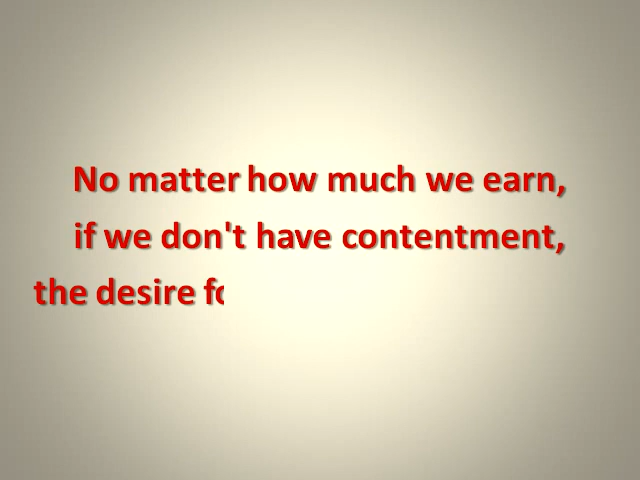 No matter how much we earn,
if we don't have contentment,
the desire